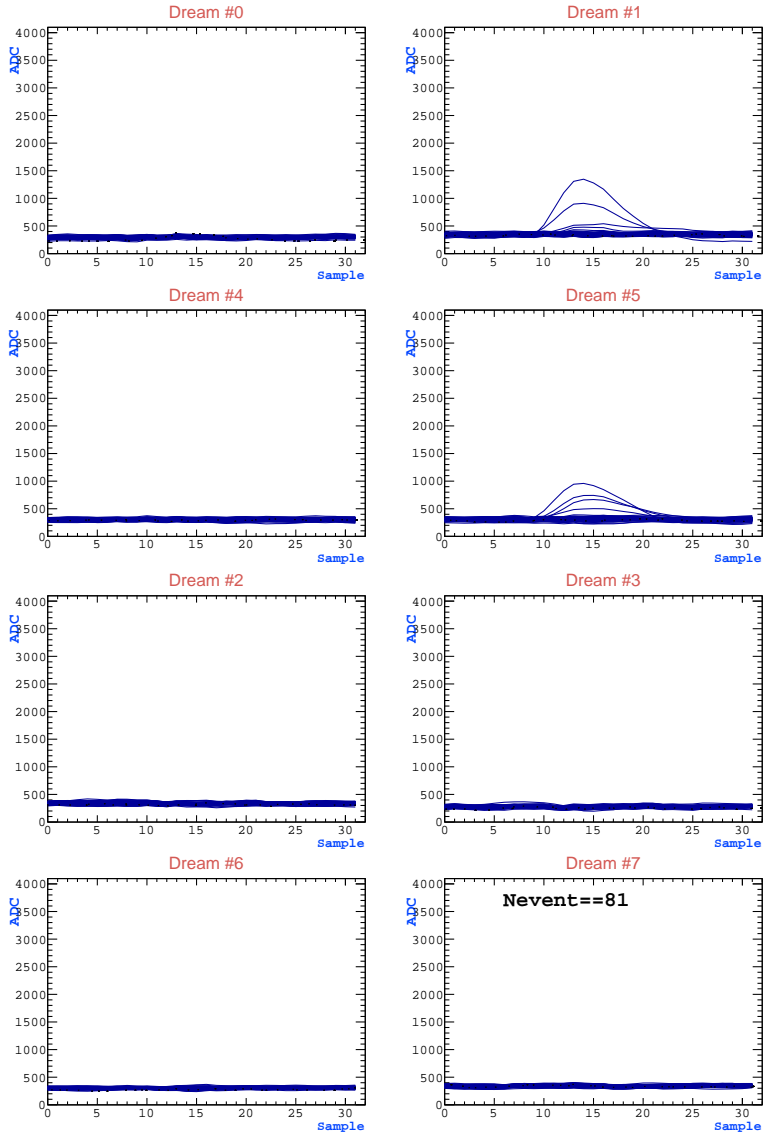 Dream #0 Dream #1
ADC 4000 3500 3000 2500 2000 1500 1000 500 0 ADC 4000 3500 3000 2500 2000 1500 1000 500 0
0 5 10 15 20 25 30 0 5 10 15 20 25 30
Sample Sample
Dream #4 Dream #5
ADC 4000 3500 3000 2500 2000 1500 1000 500 0 ADC 4000 3500 3000 2500 2000 1500 1000 500 0
0 5 10 15 20 25 30 0 5 10 15 20 25 30
Sample Sample
Dream #2 Dream #3
ADC 4000 3500 3000 2500 2000 1500 1000 500 0 ADC 4000 3500 3000 2500 2000 1500 1000 500 0
0 5 10 15 20 25 30 0 5 10 15 20 25 30
Sample Sample
Dream #6 Dream #7
Nevent==81
ADC 4000 3500 3000 2500 2000 1500 1000 500 0 ADC 4000 3500 3000 2500 2000 1500 1000 500 0
0 5 10 15 20 25 30 0 5 10 15 20 25 30
Sample Sample